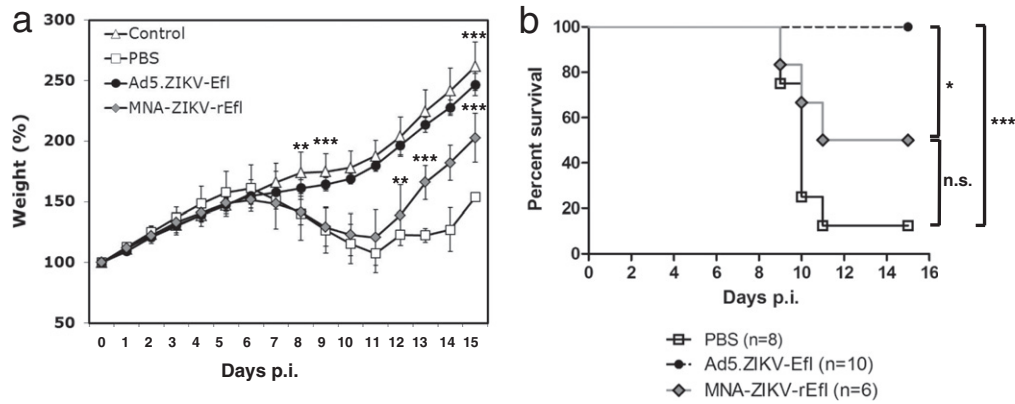 a
300
250
200
150
100
50
Weight (%)
Control
PBS
Ad5.ZIKV-Efl
MNA-ZIKV-rEfl
** *** ** *** *** ***
0 1 2 3 4 5 6 7 8 9 10 11 12 13 14 15
Days p.i.
b
100
80
60
40
20
0
Percent survival
0 2 4 6 8 10 12 14 16
Days p.i.
*
n.s.
***
PBS (n=8)
Ad5.ZIKV-Efl (n=10)
MNA-ZIKV-rEfl (n=6)